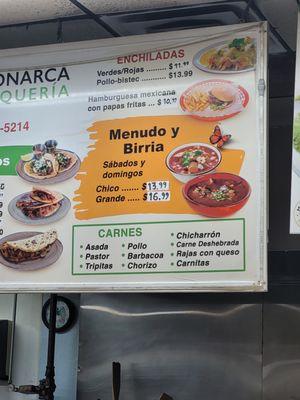 ONARCA
QUERÍA
-5214
ENCHILADAS
Verdes/Rojas ......... $11.99
Pollo-bistec ......... $13.99
Hamburguesa mexicana
con papas fritas ... $10.99
Menudo y
Birria
Sábados y
domingos
Chico ...... $13.99
Grande ..... $16.99
CARNES
• Asada
• Pastor
• Tripitas
• Pollo
• Barbacoa
• Chorizo
• Chicharrón
• Carne Deshebrada
• Rajas con queso
• Carnitas